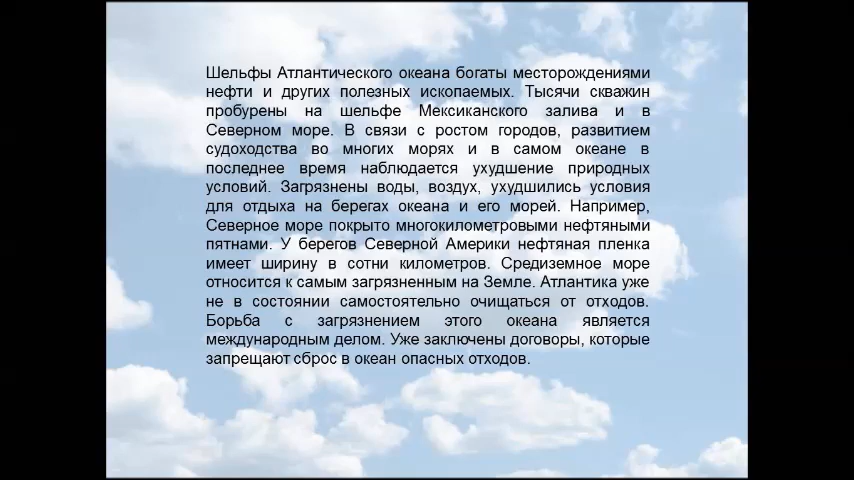 Шельфы Атлантического океана богаты месторождениями
нефти и других полезных ископаемых. Тысячи скважин
пробурены на шельфе Мексиканского залива и в
Северном море. В связи с ростом городов, развитием
судоходства во многих морях и в самом океане в
последнее время наблюдается ухудшение природных
условий. Загрязнены воды, воздух, ухудшились условия
для отдыха на берегах океана и его морей. Например,
Северное море покрыто многокилометровыми нефтяными
пятнами. У берегов Северной Америки нефтяная пленка
имеет ширину в сотни километров. Средиземное море
относится к самым загрязненным на Земле. Атлантика уже
не в состоянии самостоятельно очищаться от отходов.
Борьба с загрязнением этого океана является
международным делом. Уже заключены договоры, которые
запрещают сброс в океан опасных отходов.